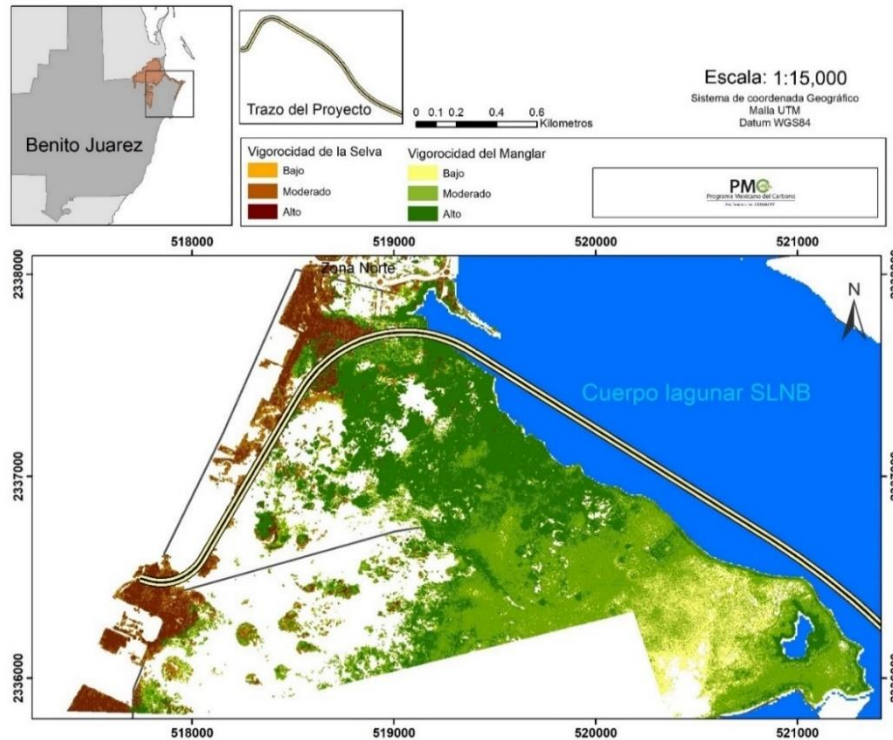 Benito Juarez
Trazo del Proyecto
0 0.1 0.2 0.4 0.6
Kilometros
Escala: 1:15,000
Sistema de coordenada Geográfico
Malla UTM
Datum WGS84
Vigorocidad de la Selva
Bajo
Moderado
Alto
Vigorocidad del Manglar
Bajo
Moderado
Alto
PMC
Programa Mexicano del Carbono
518000 519000 520000 521000
2338000
2337000
2336000
Zona Norte
N
Cuerpo lagunar SLNB
2337000
2336000
518000 519000 520000 521000